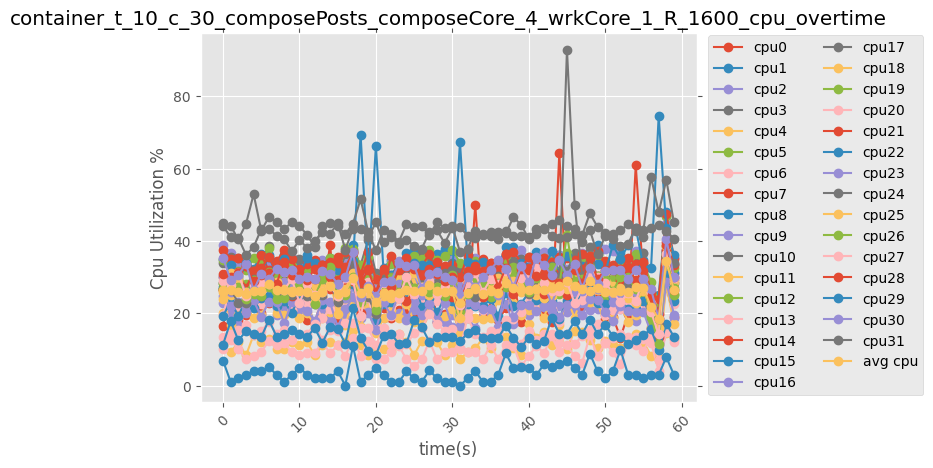 container_t_10_c_30_composePosts_composeCore_4_wrkCore_1_R_1600_cpu_overtime
Cpu Utilization %
80
60
40
20
0
0
10
20
30
40
50
60
time(s)
cpu0
cpu1
cpu2
cpu3
cpu4
cpu5
cpu6
cpu7
cpu8
cpu9
cpu10
cpu11
cpu12
cpu13
cpu14
cpu15
cpu16
cpu17
cpu18
cpu19
cpu20
cpu21
cpu22
cpu23
cpu24
cpu25
cpu26
cpu27
cpu28
cpu29
cpu30
cpu31
avg cpu